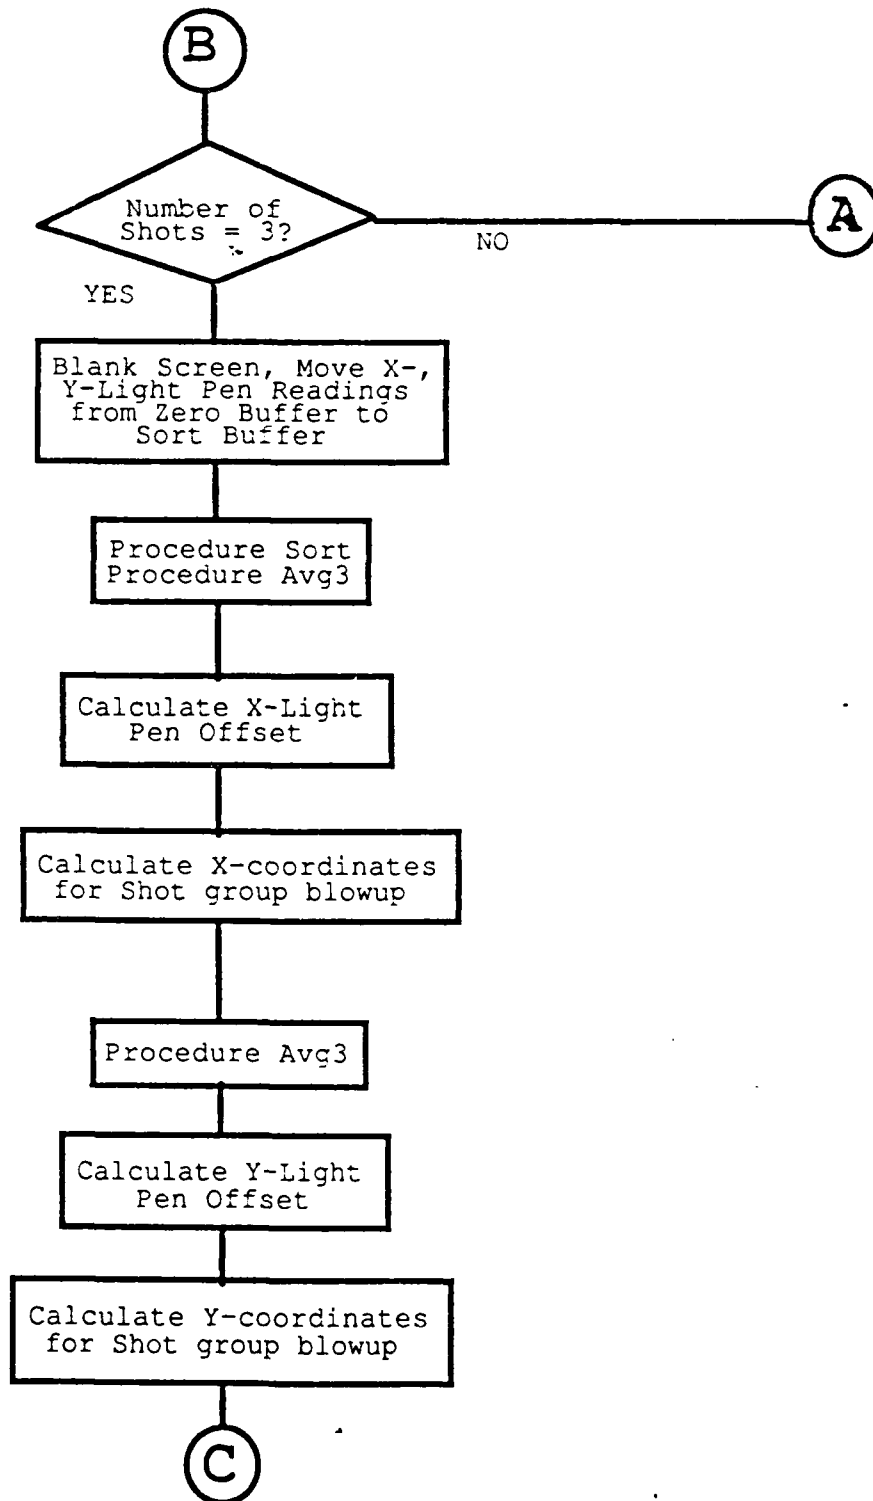 B
Number of
Shots = 3?
A
NO
YES
Blank Screen, Move X-,
Y-Light Pen Readings
from Zero Buffer to
Sort Buffer
Procedure Sort
Procedure Avg3
Calculate X-Light
Pen Offset
Calculate X-coordinates
for Shot group blowup
Procedure Avg3
Calculate Y-Light
Pen Offset
Calculate Y-coordinates
for Shot group blowup
C